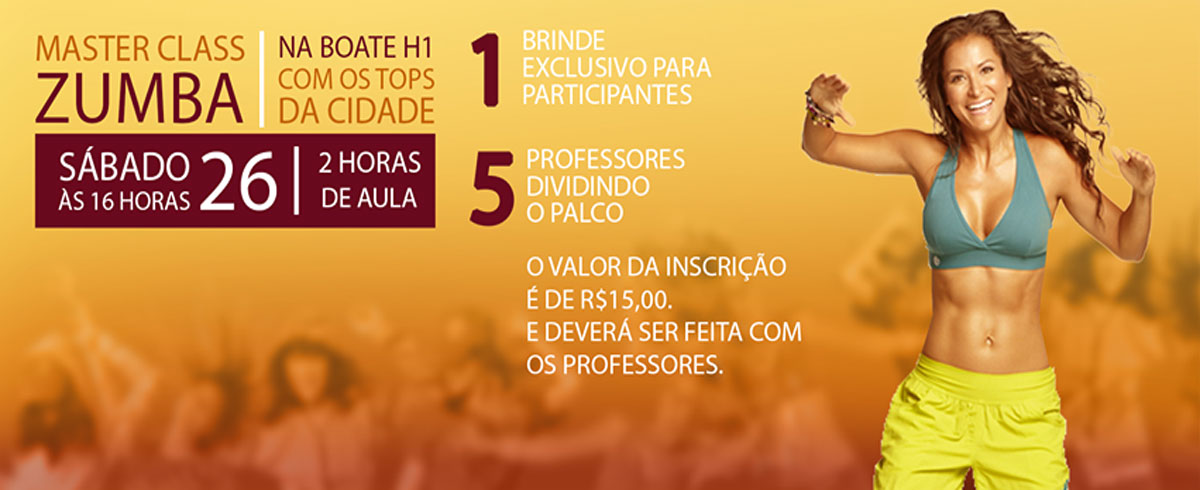 MASTER CLASS
ZUMBA
NA BOATE H1
COM OS TOPS
DA CIDADE
SÁBADO
ÀS 16 HORAS
26
2 HORAS
DE AULA
1
BRINDE
EXCLUSIVO PARA
PARTICIPANTES
5
PROFESSORES
DIVIDINDO
O PALCO
O VALOR DA INSCRIÇÃO
É DE R$15,00.
E DEVERÁ SER FEITA COM
OS PROFESSORES.